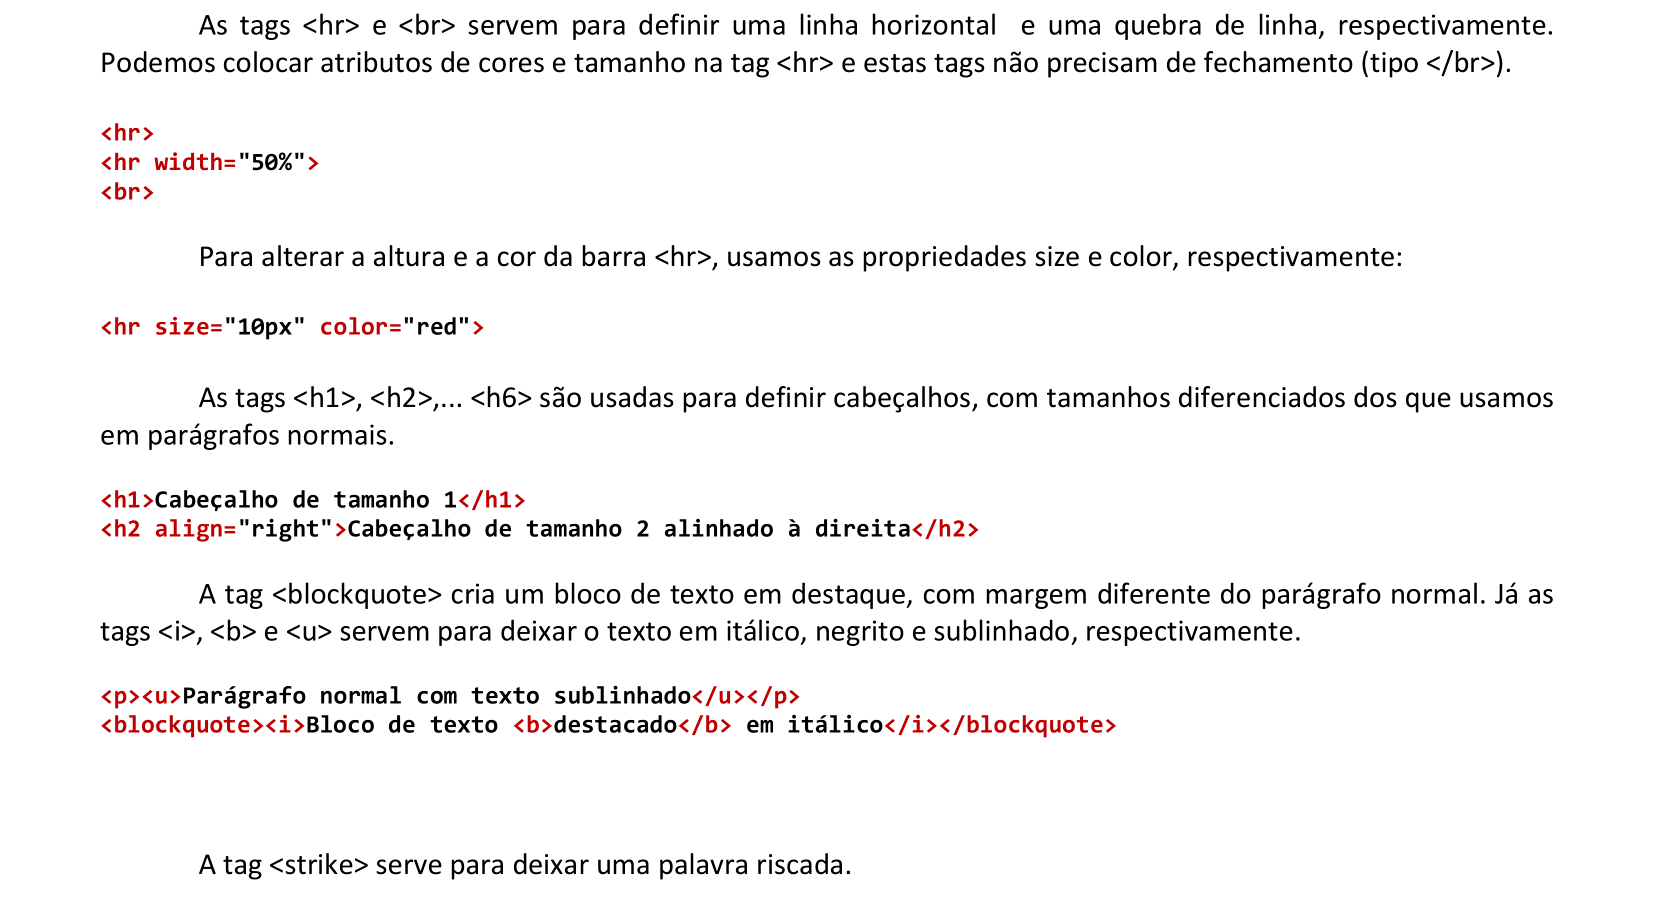 As tags <hr> e <br> servem para definir uma linha horizontal  e uma quebra de linha, respectivamente.
Podemos colocar atributos de cores e tamanho na tag <hr> e estas tags não precisam de fechamento (tipo </br>).
<hr>
<hr width="50%">
<br>
Para alterar a altura e a cor da barra <hr>, usamos as propriedades size e color, respectivamente:
<hr size="10px" color="red">
As tags <h1>, <h2>,... <h6> são usadas para definir cabeçalhos, com tamanhos diferenciados dos que usamos
em parágrafos normais.
<h1>Cabeçalho de tamanho 1</h1>
<h2 align="right">Cabeçalho de tamanho 2 alinhado à direita</h2>
A tag <blockquote> cria um bloco de texto em destaque, com margem diferente do parágrafo normal. Já as
tags <i>, <b> e <u> servem para deixar o texto em itálico, negrito e sublinhado, respectivamente.
<p><u>Parágrafo normal com texto sublinhado</u></p>
<blockquote><i>Bloco de texto <b>destacado</b> em itálico</i></blockquote>
A tag <strike> serve para deixar uma palavra riscada.